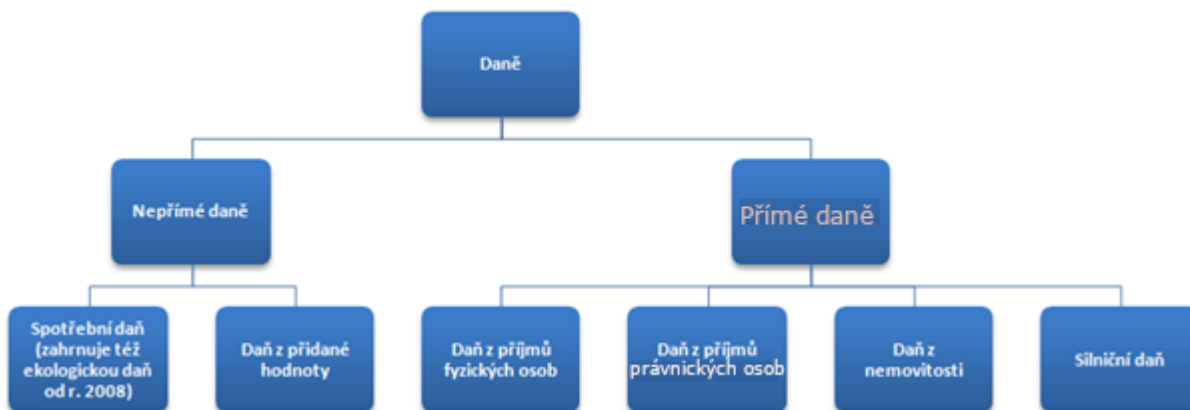 Daně
Nepřímé daně
Přímé daně
Spotřební daň
(zahrnuje též
ekologickou daň
od r. 2008)
Daň z přidané
hodnoty
Daň z příjmů
fyzických osob
Daň z příjmů
právnických osob
Daň z
nemovitosti
Silniční daň